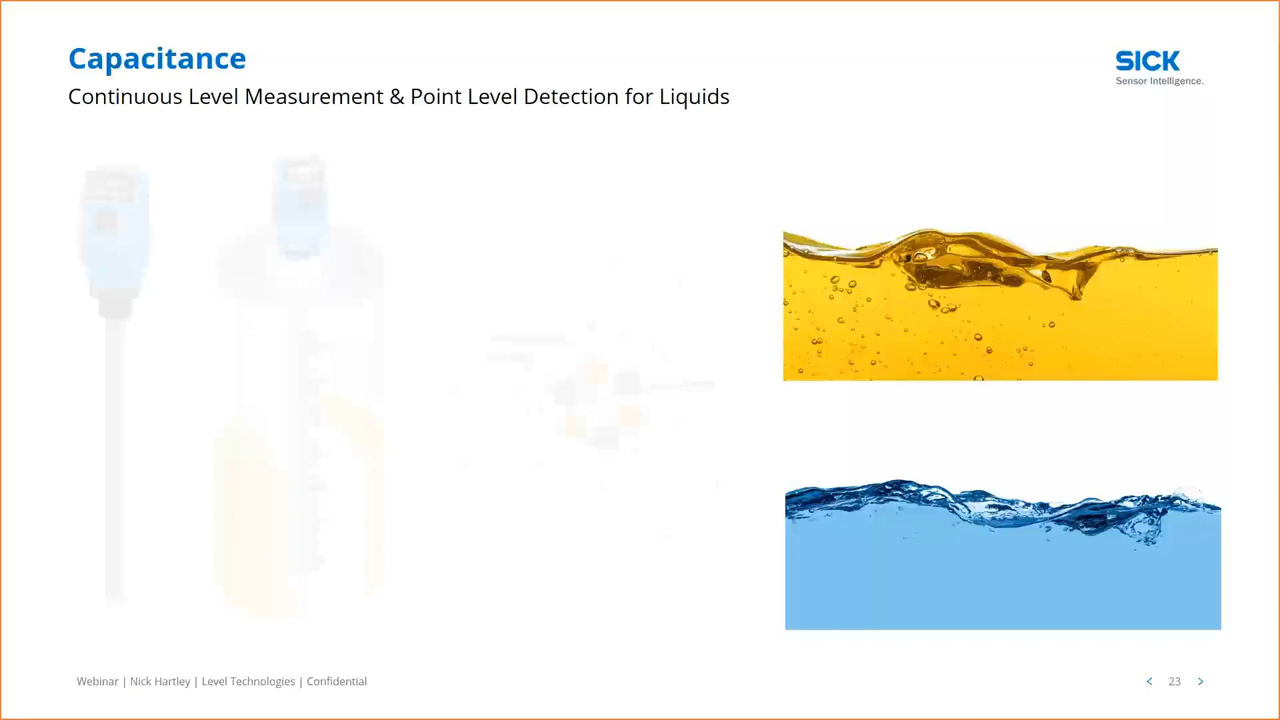 Capacitance
Continuous Level Measurement & Point Level Detection for Liquids
SICK
Sensor Intelligence.
Webinar | Nick Hartley | Level Technologies | Confidential
< 23 >